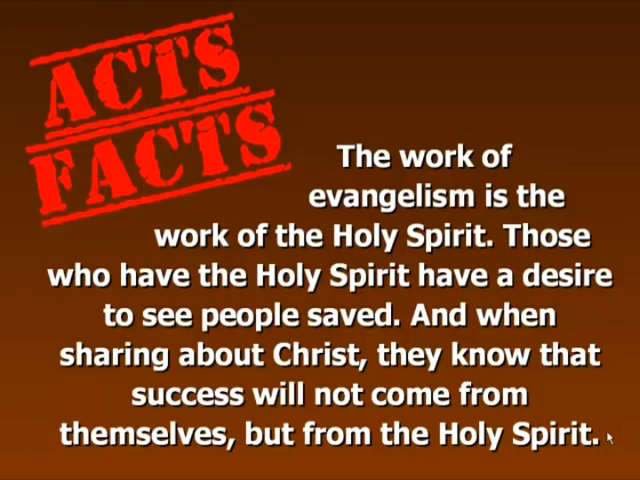 ACTS
FACTS
The work of
evangelism is the
work of the Holy Spirit. Those
who have the Holy Spirit have a desire
to see people saved. And when
sharing about Christ, they know that
success will not come from
themselves, but from the Holy Spirit.